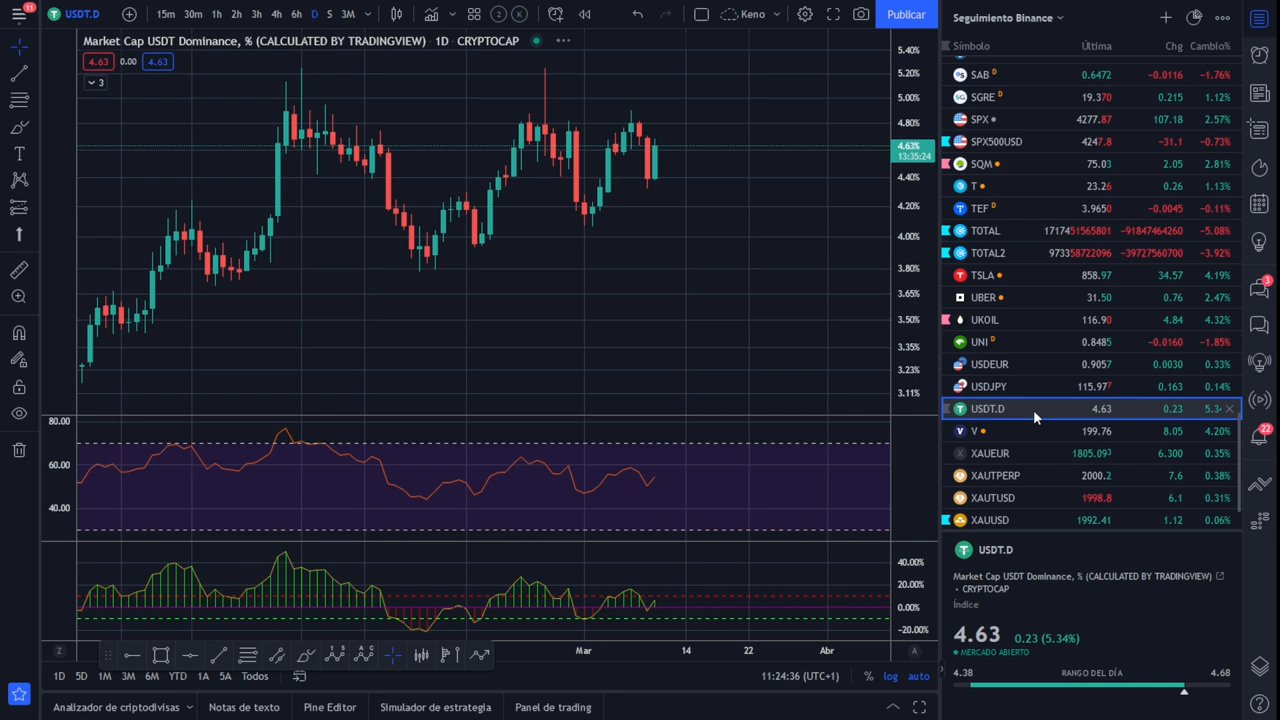 11
USDT.D
15m 30m 1h 2h 3h 4h 6h D S 3M
2 K
Keno
Publicar
Market Cap USDT Dominance, % (CALCULATED BY TRADINGVIEW) · 1D · CRYPTOCAP
4.63 0.00 4.63
3
5.40%
5.20%
5.00%
4.80%
4.63%
13:35:24
4.40%
4.20%
4.00%
3.80%
3.65%
3.50%
3.35%
3.23%
3.11%
80.00
60.00
40.00
40.00%
20.00%
0.00%
−20.00%
Z
Mar 14 22 Abr
A
1D 5D 1M 3M 6M YTD 1A 5A Todos
11:24:36 (UTC+1) % log auto
Analizador de criptodivisas Notas de texto Pine Editor Simulador de estrategia Panel de trading
Seguimiento Binance
Símbolo Última Chg Cambio%
SAB D 0.6472 −0.0116 −1.76%
SGRE D 19.370 0.215 1.12%
SPX 4277.87 107.18 2.57%
SPX500USD 4247.8 −31.1 −0.73%
SQM 75.03 2.05 2.81%
T 23.26 0.26 1.13%
TEF D 3.9650 −0.0045 −0.11%
TOTAL 1717451565801 −91847464260 −5.08%
TOTAL2 973358722096 −39727560700 −3.92%
TSLA 858.97 34.57 4.19%
UBER 31.50 0.76 2.47%
UKOIL 116.90 4.84 4.32%
UNI D 0.8485 −0.0160 −1.85%
USDEUR 0.9057 0.0030 0.33%
USDJPY 115.977 0.163 0.14%
USDT.D 4.63 0.23 5.34
V 199.76 8.05 4.20%
XAUEUR 1805.093 6.300 0.35%
XAUTPERP 2000.2 7.6 0.38%
XAUTUSD 1998.8 6.1 0.31%
XAUUSD 1992.41 1.12 0.06%
USDT.D
Market Cap USDT Dominance, % (CALCULATED BY TRADINGVIEW)
• CRYPTOCAP
Índice
4.63 0.23 (5.34%)
MERCADO ABIERTO
4.38 RANGO DEL DÍA 4.68
3
22